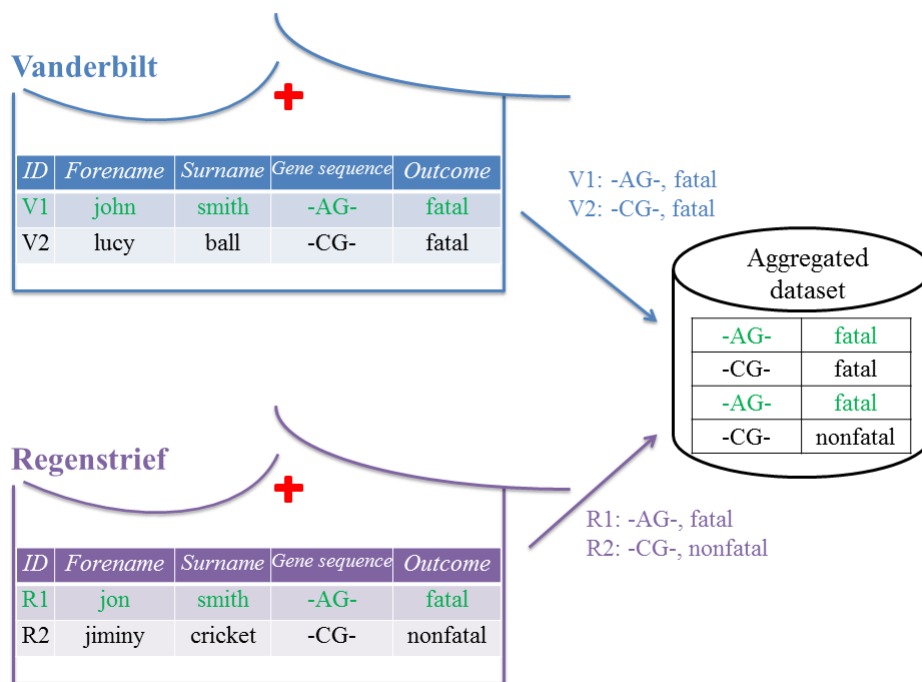 Vanderbilt
ID Forename Surname Gene sequence Outcome
V1 john smith -AG- fatal
V2 lucy ball -CG- fatal
V1: -AG-, fatal
V2: -CG-, fatal
Aggregated
dataset
-AG- fatal
-CG- fatal
-AG- fatal
-CG- nonfatal
Regenstrief
ID Forename Surname Gene sequence Outcome
R1 jon smith -AG- fatal
R2 jiminy cricket -CG- nonfatal
R1: -AG-, fatal
R2: -CG-, nonfatal